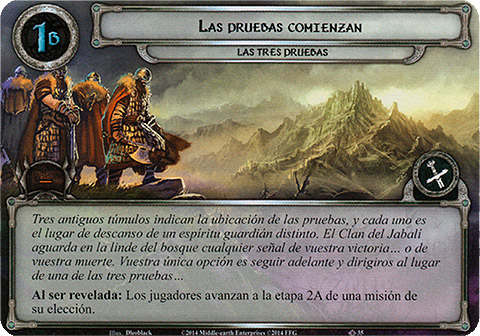 1B
Las pruebas comienzan
Las tres pruebas
–
Tres antiguos túmulos indican la ubicación de las pruebas, y cada uno es
el lugar de descanso de un espíritu guardián distinto. El Clan del Jabalí
aguarda en la linde del bosque cualquier señal de vuestra victoria… o de
vuestra muerte. Vuestra única opción es seguir adelante y dirigiros al lugar
de una de las tres pruebas…
Al ser revelada: Los jugadores avanzan a la etapa 2A de una misión de
su elección.
Illus. Dleoblack ©2014 Middle-earth Enterprises ©2014 FFG 35